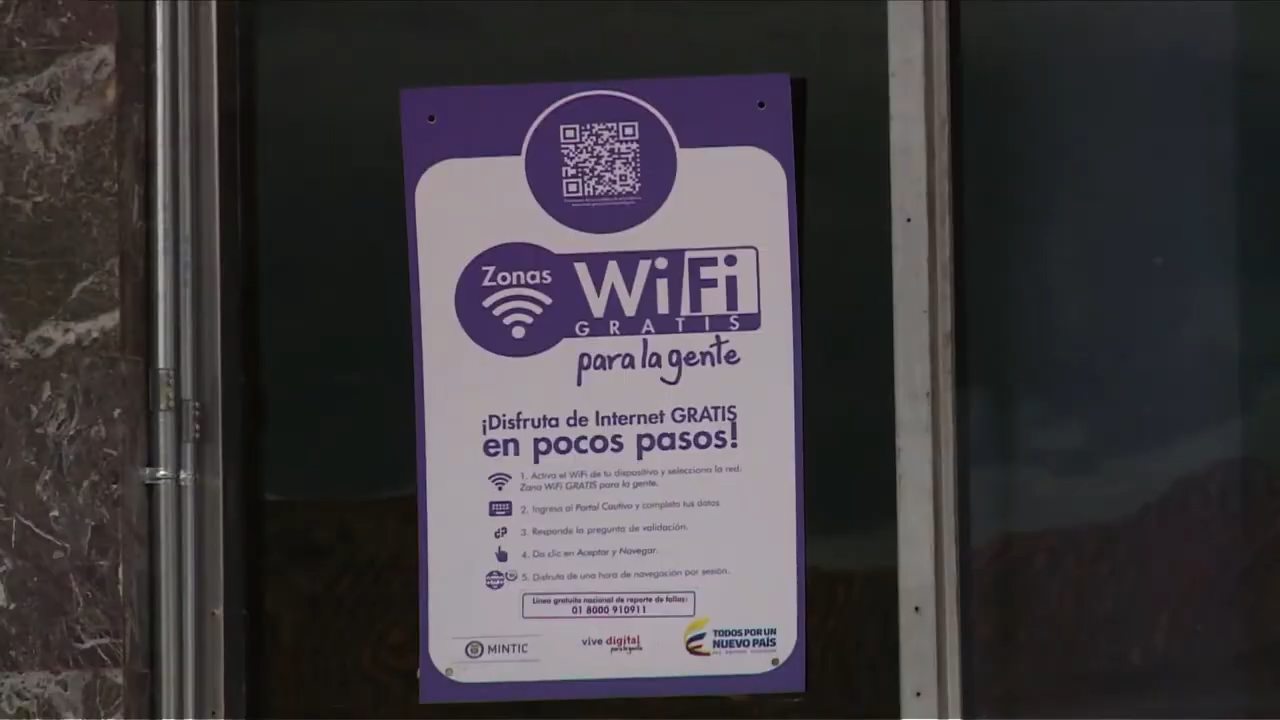 Zonas
WiFi
GRATIS
para la gente
¡Disfruta de Internet GRATIS
en pocos pasos!
1. Activa el WiFi de tu dispositivo y selecciona la red.
Zona WiFi GRATIS para la gente.
2. Ingresa al Portal Cautivo y completa tus datos
3. Responde la pregunta de validación.
4. Da clic en Aceptar y Navegar.
5. Disfruta de una hora de navegación por sesión.
Línea gratuita nacional de reporte de fallas:
01 8000 910911
MINTIC
vive digital
para la gente
TODOS POR UN
NUEVO PAÍS